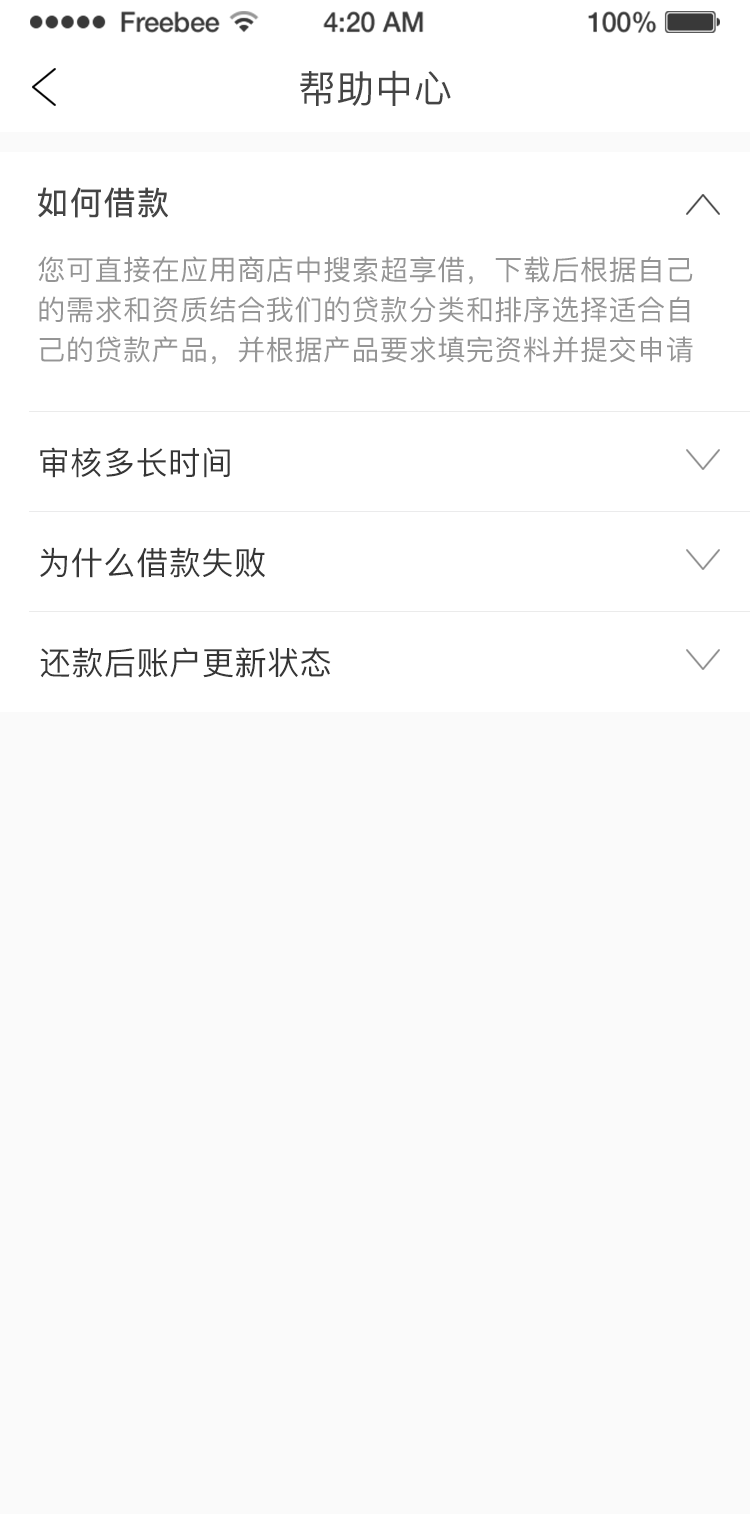 Freebee 4:20 AM 100%
帮助中心
如何借款
您可直接在应用商店中搜索超享借，下载后根据自己
的需求和资质结合我们的贷款分类和排序选择适合自
己的贷款产品，并根据产品要求填完资料并提交申请
审核多长时间
为什么借款失败
还款后账户更新状态